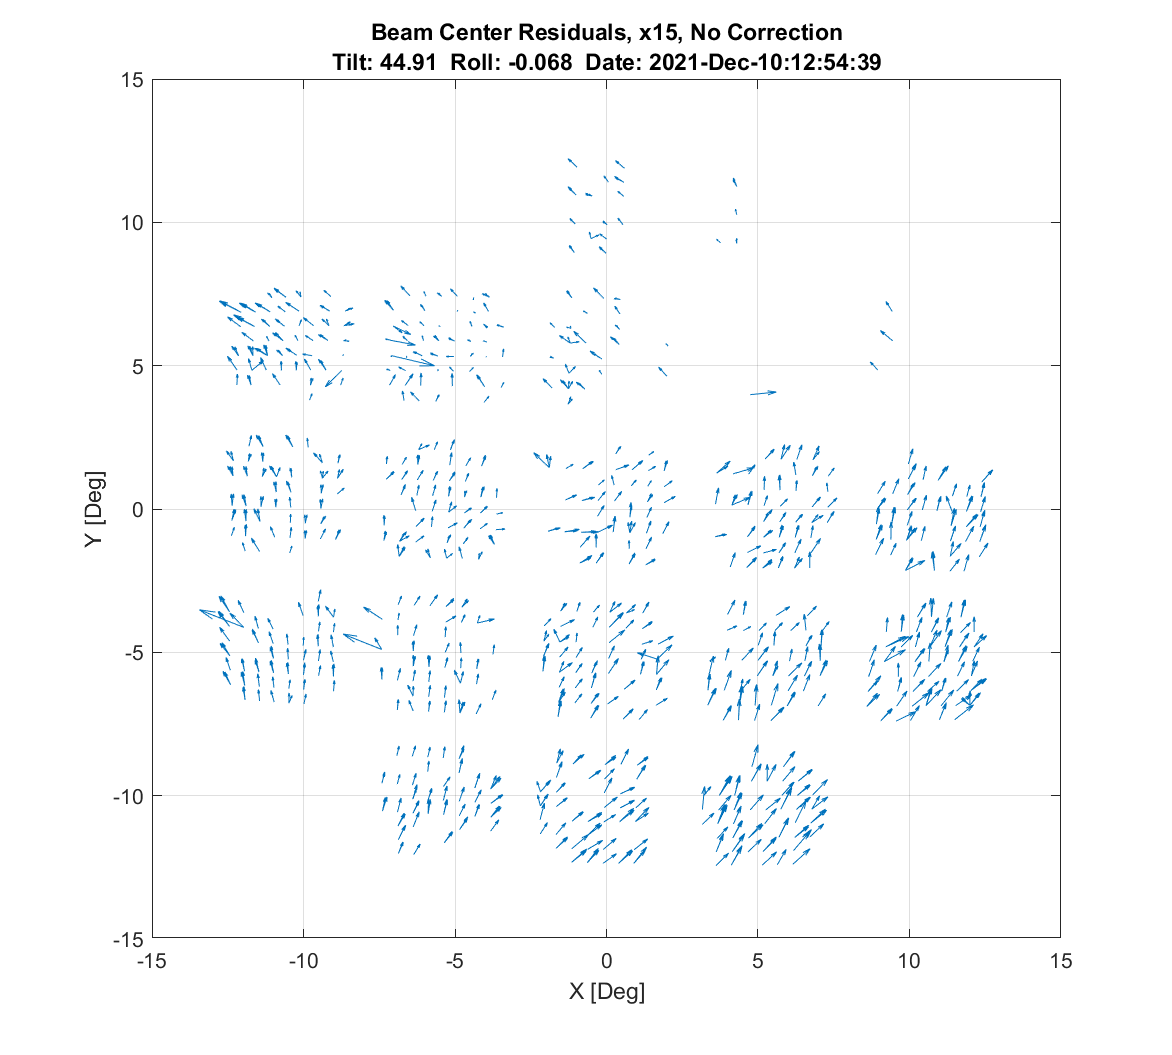 Beam Center Residuals, x15, No Correction
Tilt: 44.91 Roll: -0.068 Date: 2021-Dec-10:12:54:39
15
10
5
0
-5
-10
-15
Y [Deg]
-15 -10 -5 0 5 10 15
X [Deg]